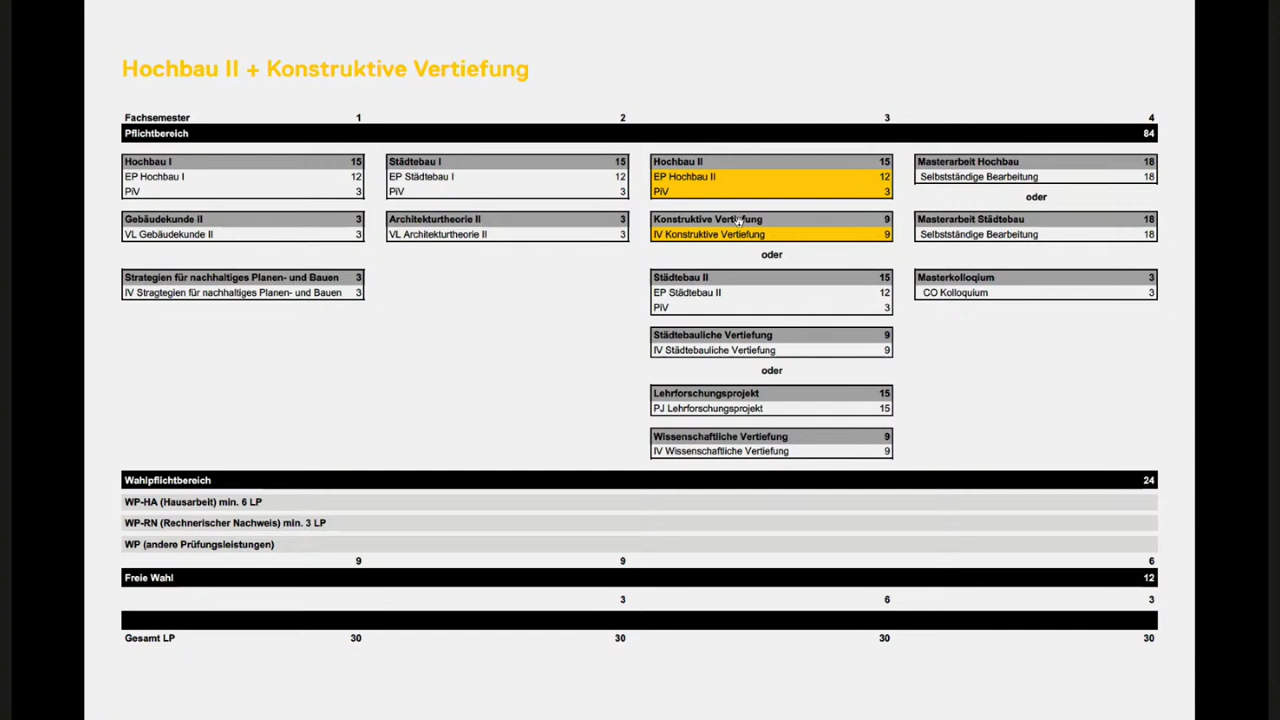 Hochbau II + Konstruktive Vertiefung
Fachsemester 1 2 3 4
Pflichtbereich 84
Hochbau I 15 Städtebau I 15 Hochbau II 15 Masterarbeit Hochbau 18
EP Hochbau I 12 EP Städtebau I 12 EP Hochbau II 12 Selbstständige Bearbeitung 18
PiV 3 PiV 3 PiV 3 oder
Gebäudekunde II 3 Architekturtheorie II 3 Konstruktive Vertiefung 9 Masterarbeit Städtebau 18
VL Gebäudekunde II 3 VL Architekturtheorie II 3 IV Konstruktive Vertiefung 9 Selbstständige Bearbeitung 18
oder
Strategien für nachhaltiges Planen- und Bauen 3 Städtebau II 15 Masterkolloqium 3
IV Stragtegien für nachhaltiges Planen- und Bauen 3 EP Städtebau II 12 CO Kolloquium 3
PiV 3
Städtebauliche Vertiefung 9
IV Städtebauliche Vertiefung 9
oder
Lehrforschungsprojekt 15
PJ Lehrforschungsprojekt 15
Wissenschaftliche Vertiefung 9
IV Wissenschaftliche Vertiefung 9
Wahlpflichtbereich 24
WP-HA (Hausarbeit) min. 6 LP
WP-RN (Rechnerischer Nachweis) min. 3 LP
WP (andere Prüfungsleistungen)
9 9 6
Freie Wahl 12
3 6 3
Gesamt LP 30 30 30 30